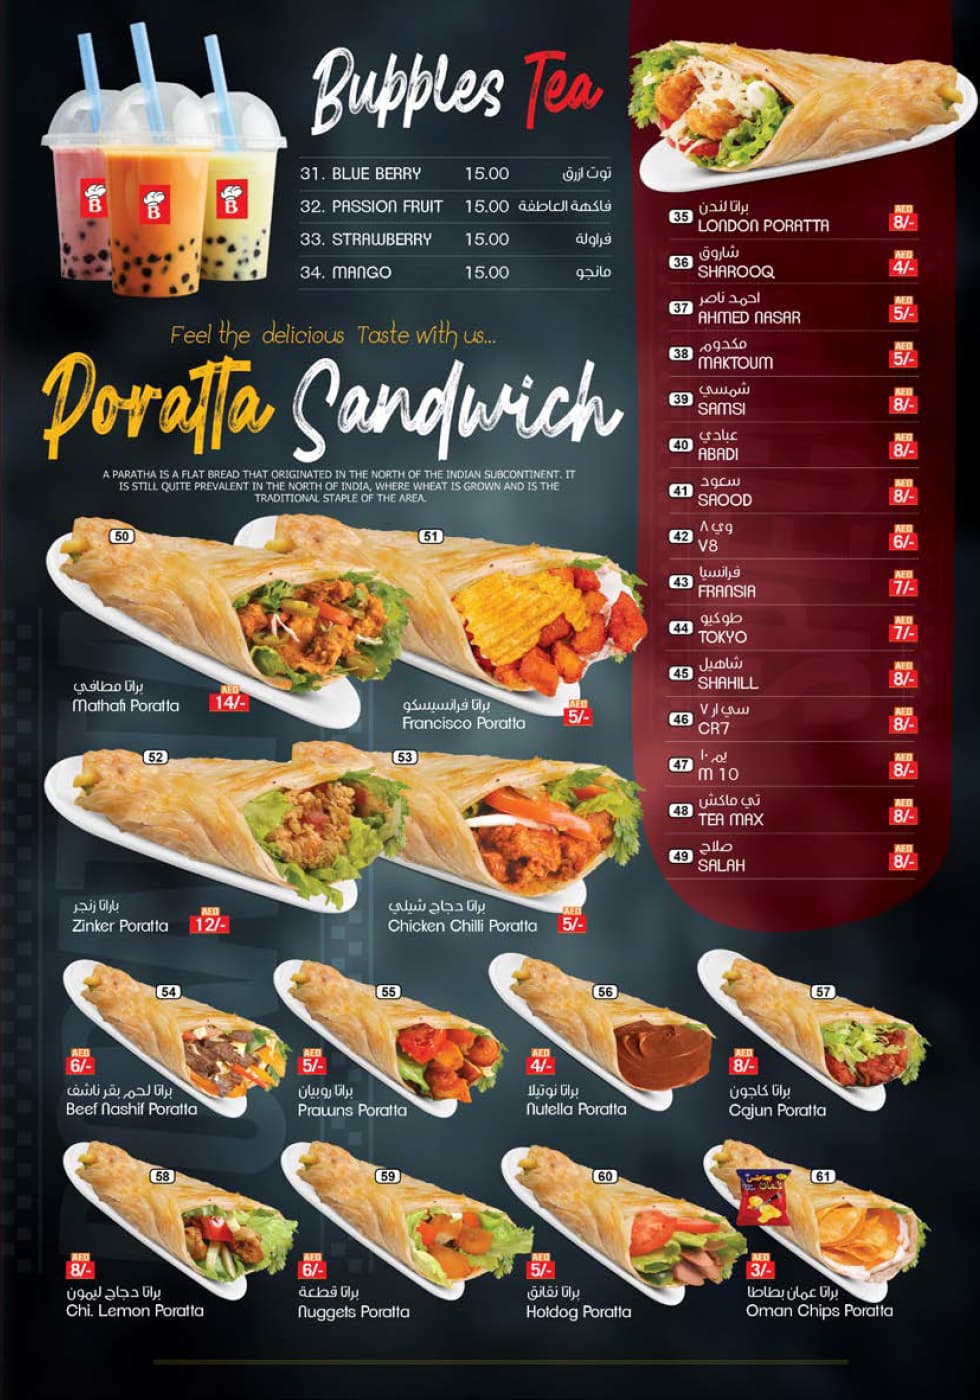 Bupples Tea
31. BLUE BERRY 15.00 توت ازرق
32. PASSION FRUIT 15.00 فاكهة العاطفة
33. STRAWBERRY 15.00 فراولة
34. MANGO 15.00 مانجو
B
B
B
Feel the delicious Taste with us...
Poratta Sandwich
A PARATHA IS A FLAT BREAD THAT ORIGINATED IN THE NORTH OF THE INDIAN SUBCONTINENT. IT
IS STILL QUITE PREVALENT IN THE NORTH OF INDIA, WHERE WHEAT IS GROWN AND IS THE
TRADITIONAL STAPLE OF THE AREA.
براتا لندن
35 LONDON PORATTA AED 8/-
شاروق
36 SHAROOQ AED 4/-
احمد ناصر
37 AHMED NASAR AED 5/-
مكدوم
38 MAKTOUM AED 5/-
شمسي
39 SAMSI AED 8/-
عبادي
40 ABADI AED 8/-
سعود
41 SAOOD AED 8/-
وي ٨
42 V8 AED 6/-
فرانسيا
43 FRANSIA AED 7/-
طوكيو
44 TOKYO AED 7/-
شاهيل
45 SHAHILL AED 8/-
سي ار ٧
46 CR7 AED 8/-
يم ١٠
47 M 10 AED 8/-
تي ماكش
48 TEA MAX AED 8/-
صلاح
49 SALAH AED 8/-
50
براتا مطافي
Mathafi Poratta
AED 14/-
51
براتا فرانسيسكو
Francisco Poratta
AED 5/-
52
باراتا زنجر
Zinker Poratta
AED 12/-
53
براتا دجاج شيلي
Chicken Chilli Poratta
AED 5/-
54
AED 6/-
براتا لحم بقر ناشف
Beef Nashif Poratta
55
AED 5/-
براتا روبيان
Prawns Poratta
56
AED 4/-
براتا نوتيلا
Nutella Poratta
57
AED 8/-
براتا كاجون
Cajun Poratta
58
AED 8/-
براتا دجاج ليمون
Chi. Lemon Poratta
59
AED 6/-
براتا قطعة
Nuggets Poratta
60
AED 5/-
براتا نقانق
Hotdog Poratta
61
AED 3/-
براتا عمان بطاطا
Oman Chips Poratta